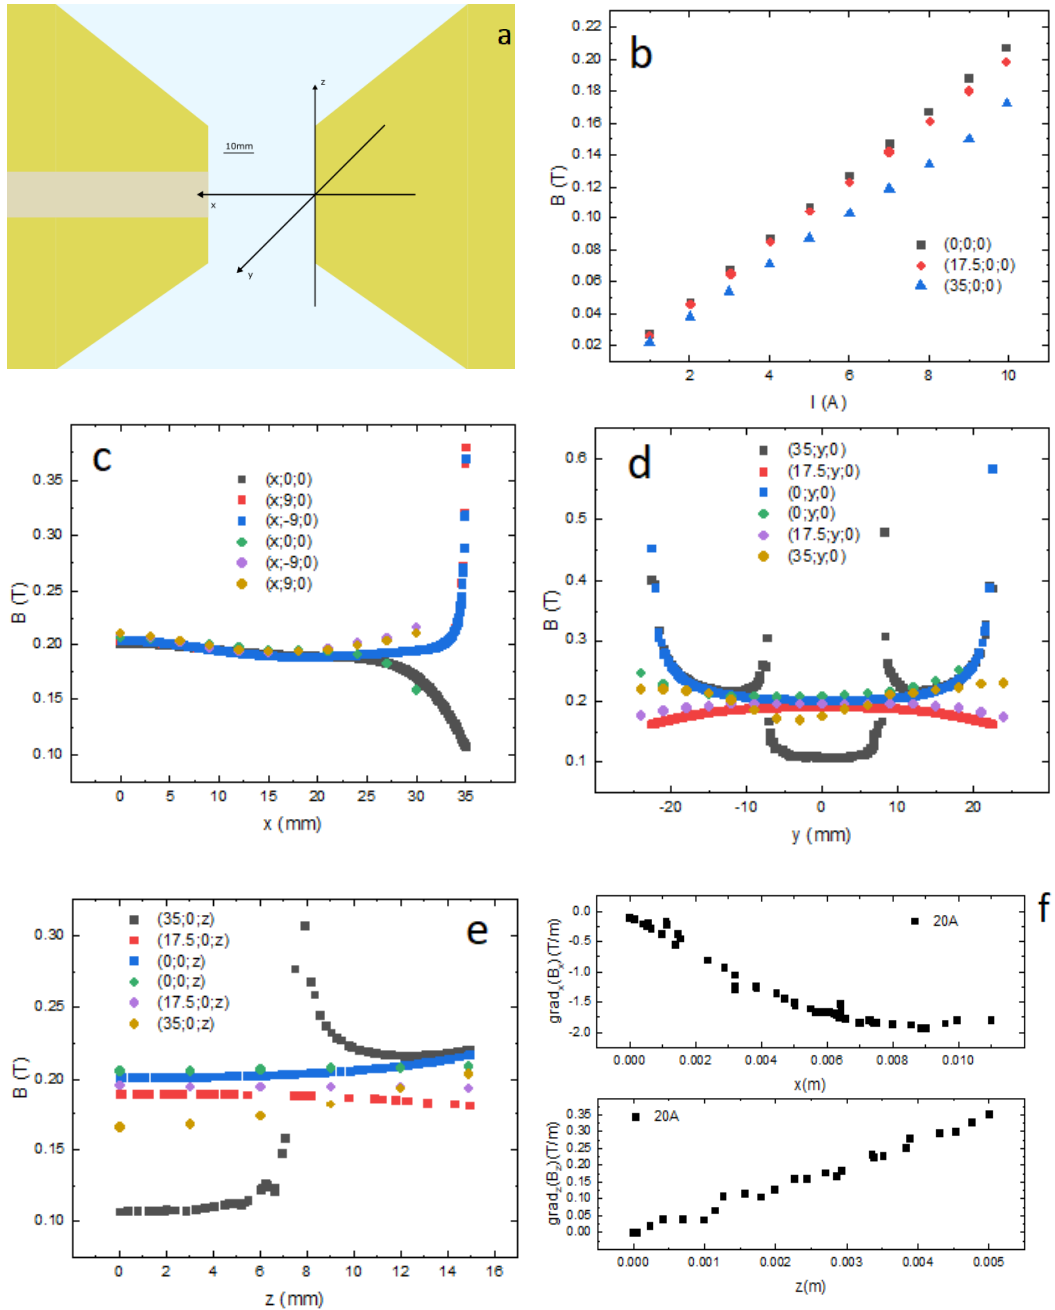 a
z
10mm
x
y
b
0.20
0.18
0.16
0.14
0.12
0.10
0.08
0.06
0.04
0.02
B (T)
(0;0;0)
(17.5;0;0)
(35;0;0)
2 4 6 8 10
I (A)
c
0.35
0.30
0.25
0.20
0.15
0.10
B (T)
(x;0;0)
(x;9;0)
(x;-9;0)
(x;0;0)
(x;-9;0)
(x;9;0)
0 5 10 15 20 25 30 35
x (mm)
d
0.6
0.5
0.4
0.3
0.2
0.1
B (T)
(35;y;0)
(17.5;y;0)
(0;y;0)
(0;y;0)
(17.5;y;0)
(35;y;0)
-20 -10 0 10 20
y (mm)
e
0.30
0.25
0.20
0.15
0.10
B (T)
(35;0;z)
(17.5;0;z)
(0;0;z)
(0;0;z)
(17.5;0;z)
(35;0;z)
0 2 4 6 8 10 12 14 16
z (mm)
f
0.0
-0.5
-1.0
-1.5
-2.0
gradx(Bx)(T/m)
20A
0.000 0.002 0.004 0.006 0.008 0.010
x(m)
0.35
0.30
0.25
0.20
0.15
0.10
0.05
0.00
gradz(Bz)(T/m)
20A
0.000 0.001 0.002 0.003 0.004 0.005
z(m)